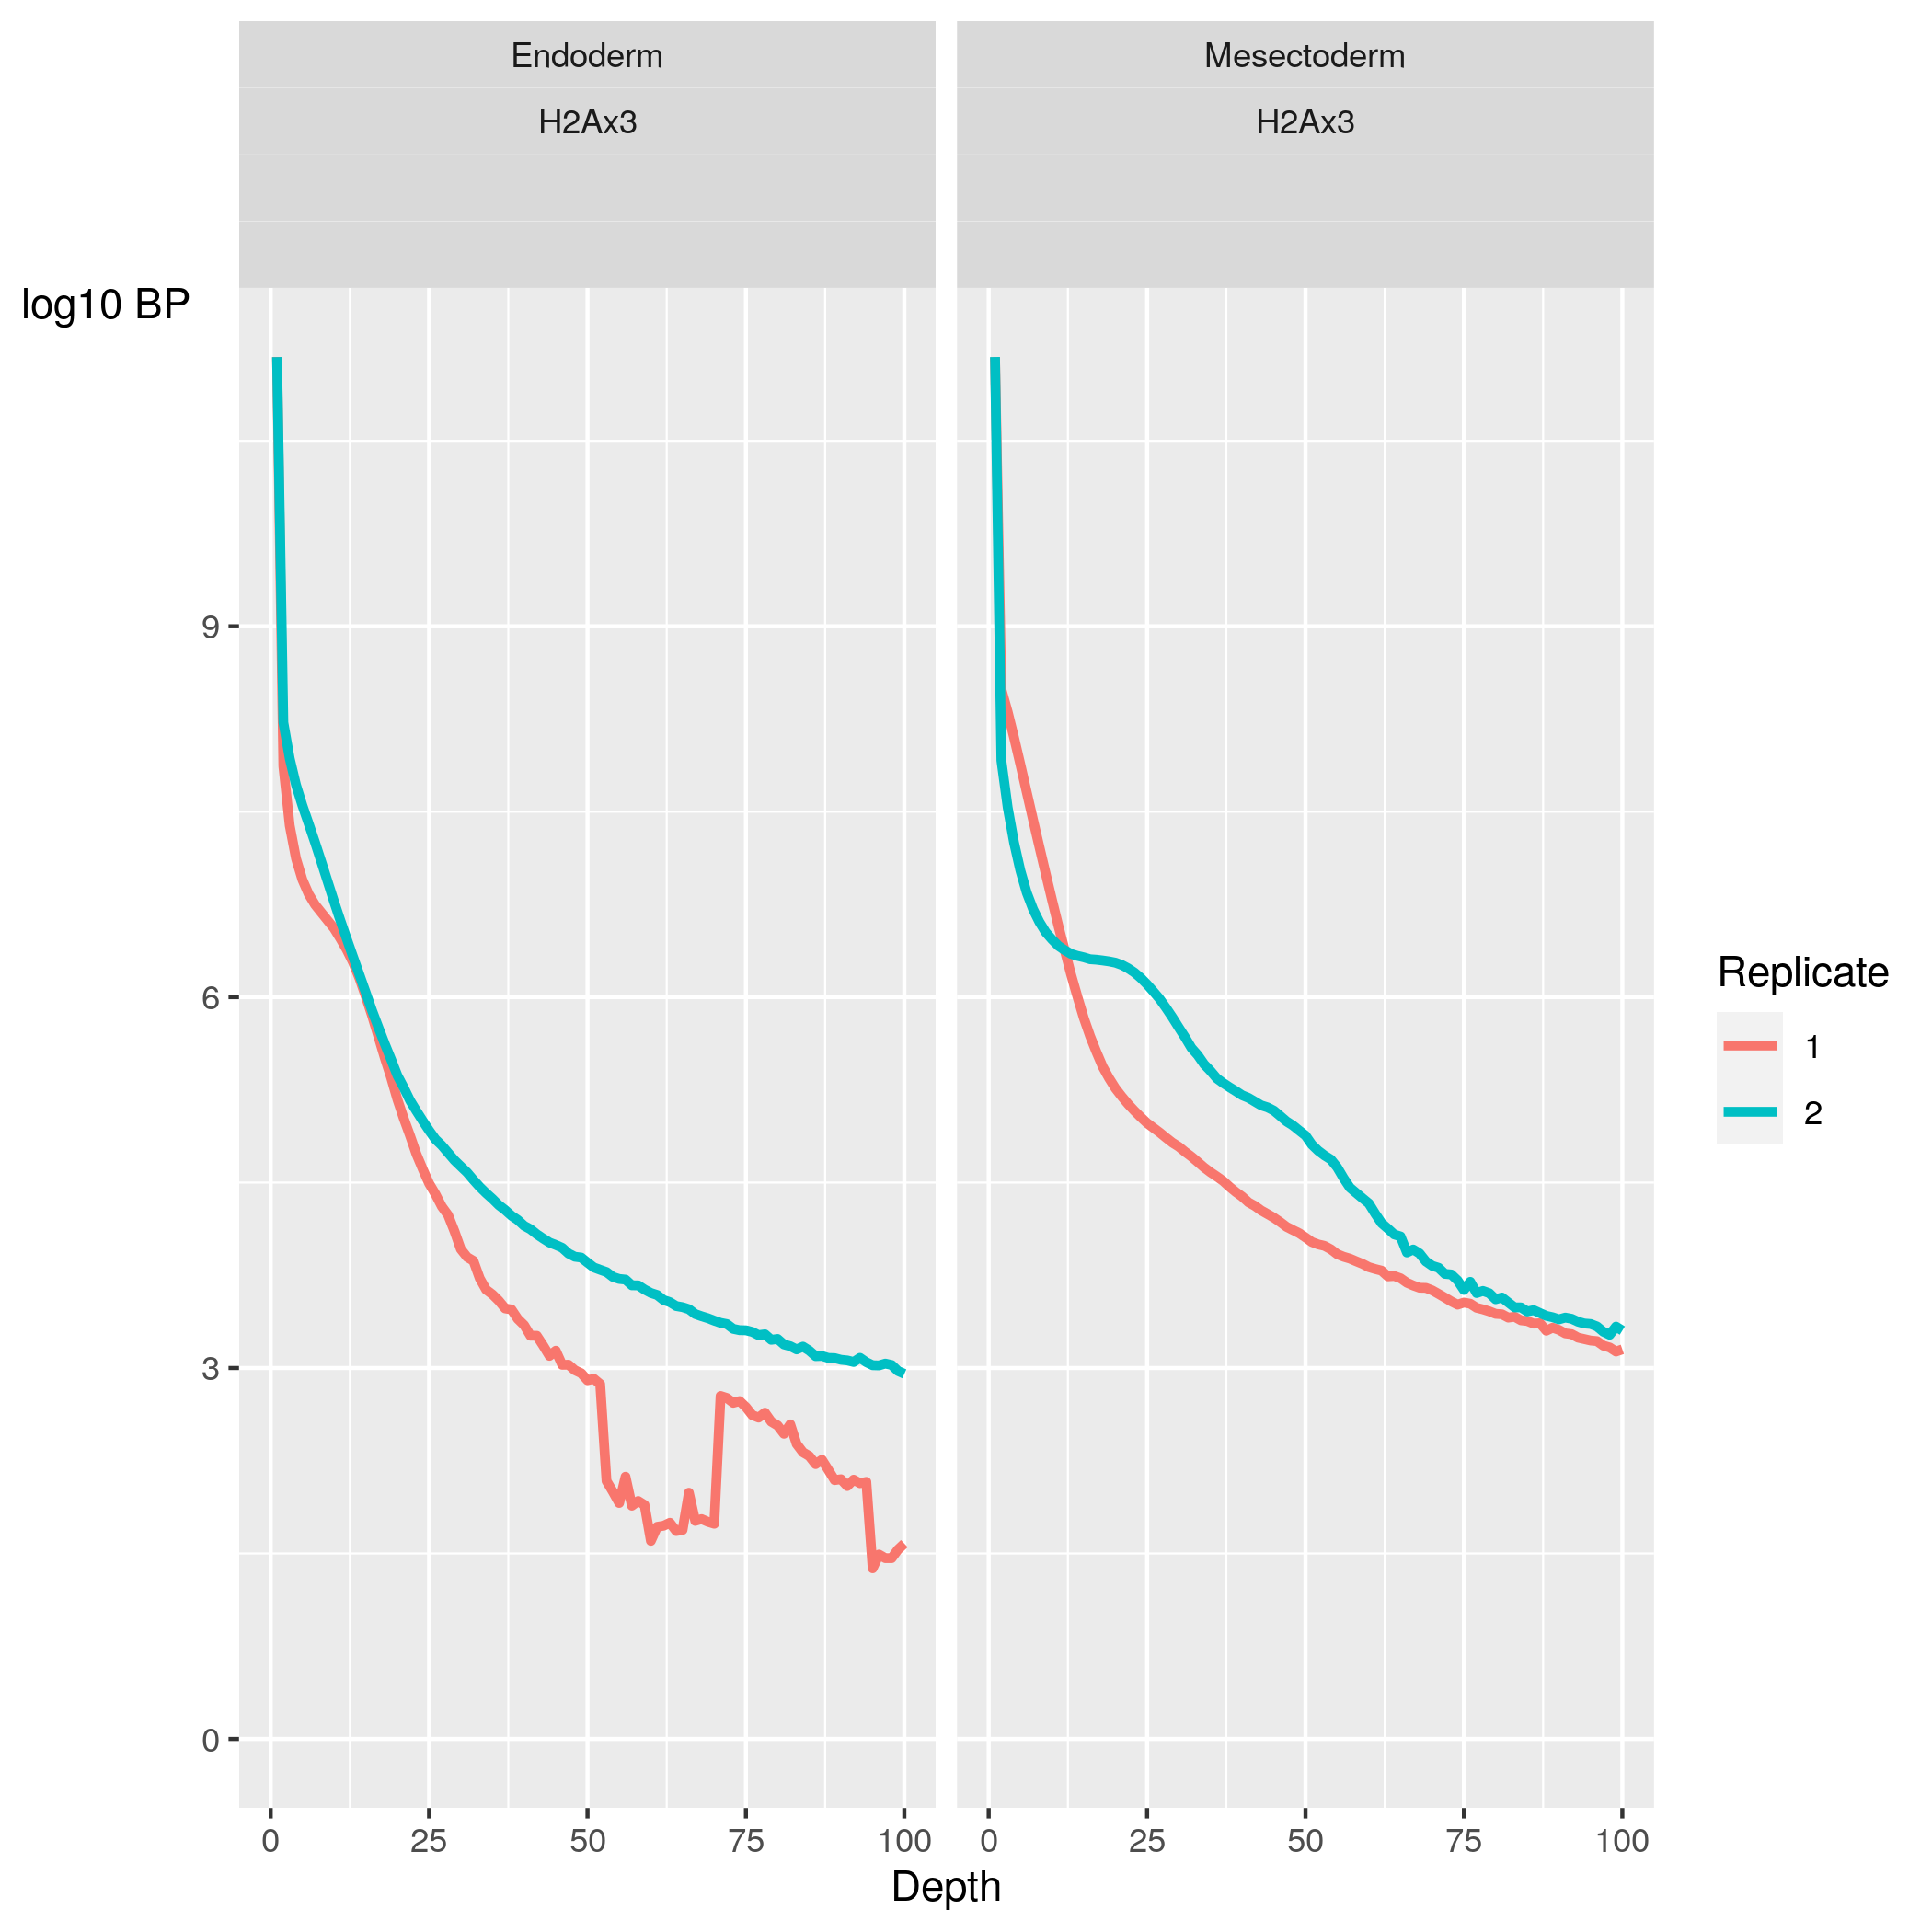 Endoderm
Mesectoderm
H2Ax3
H2Ax3
log10 BP
9
6
3
0
0 25 50 75 100
0 25 50 75 100
Depth
Replicate
1
2